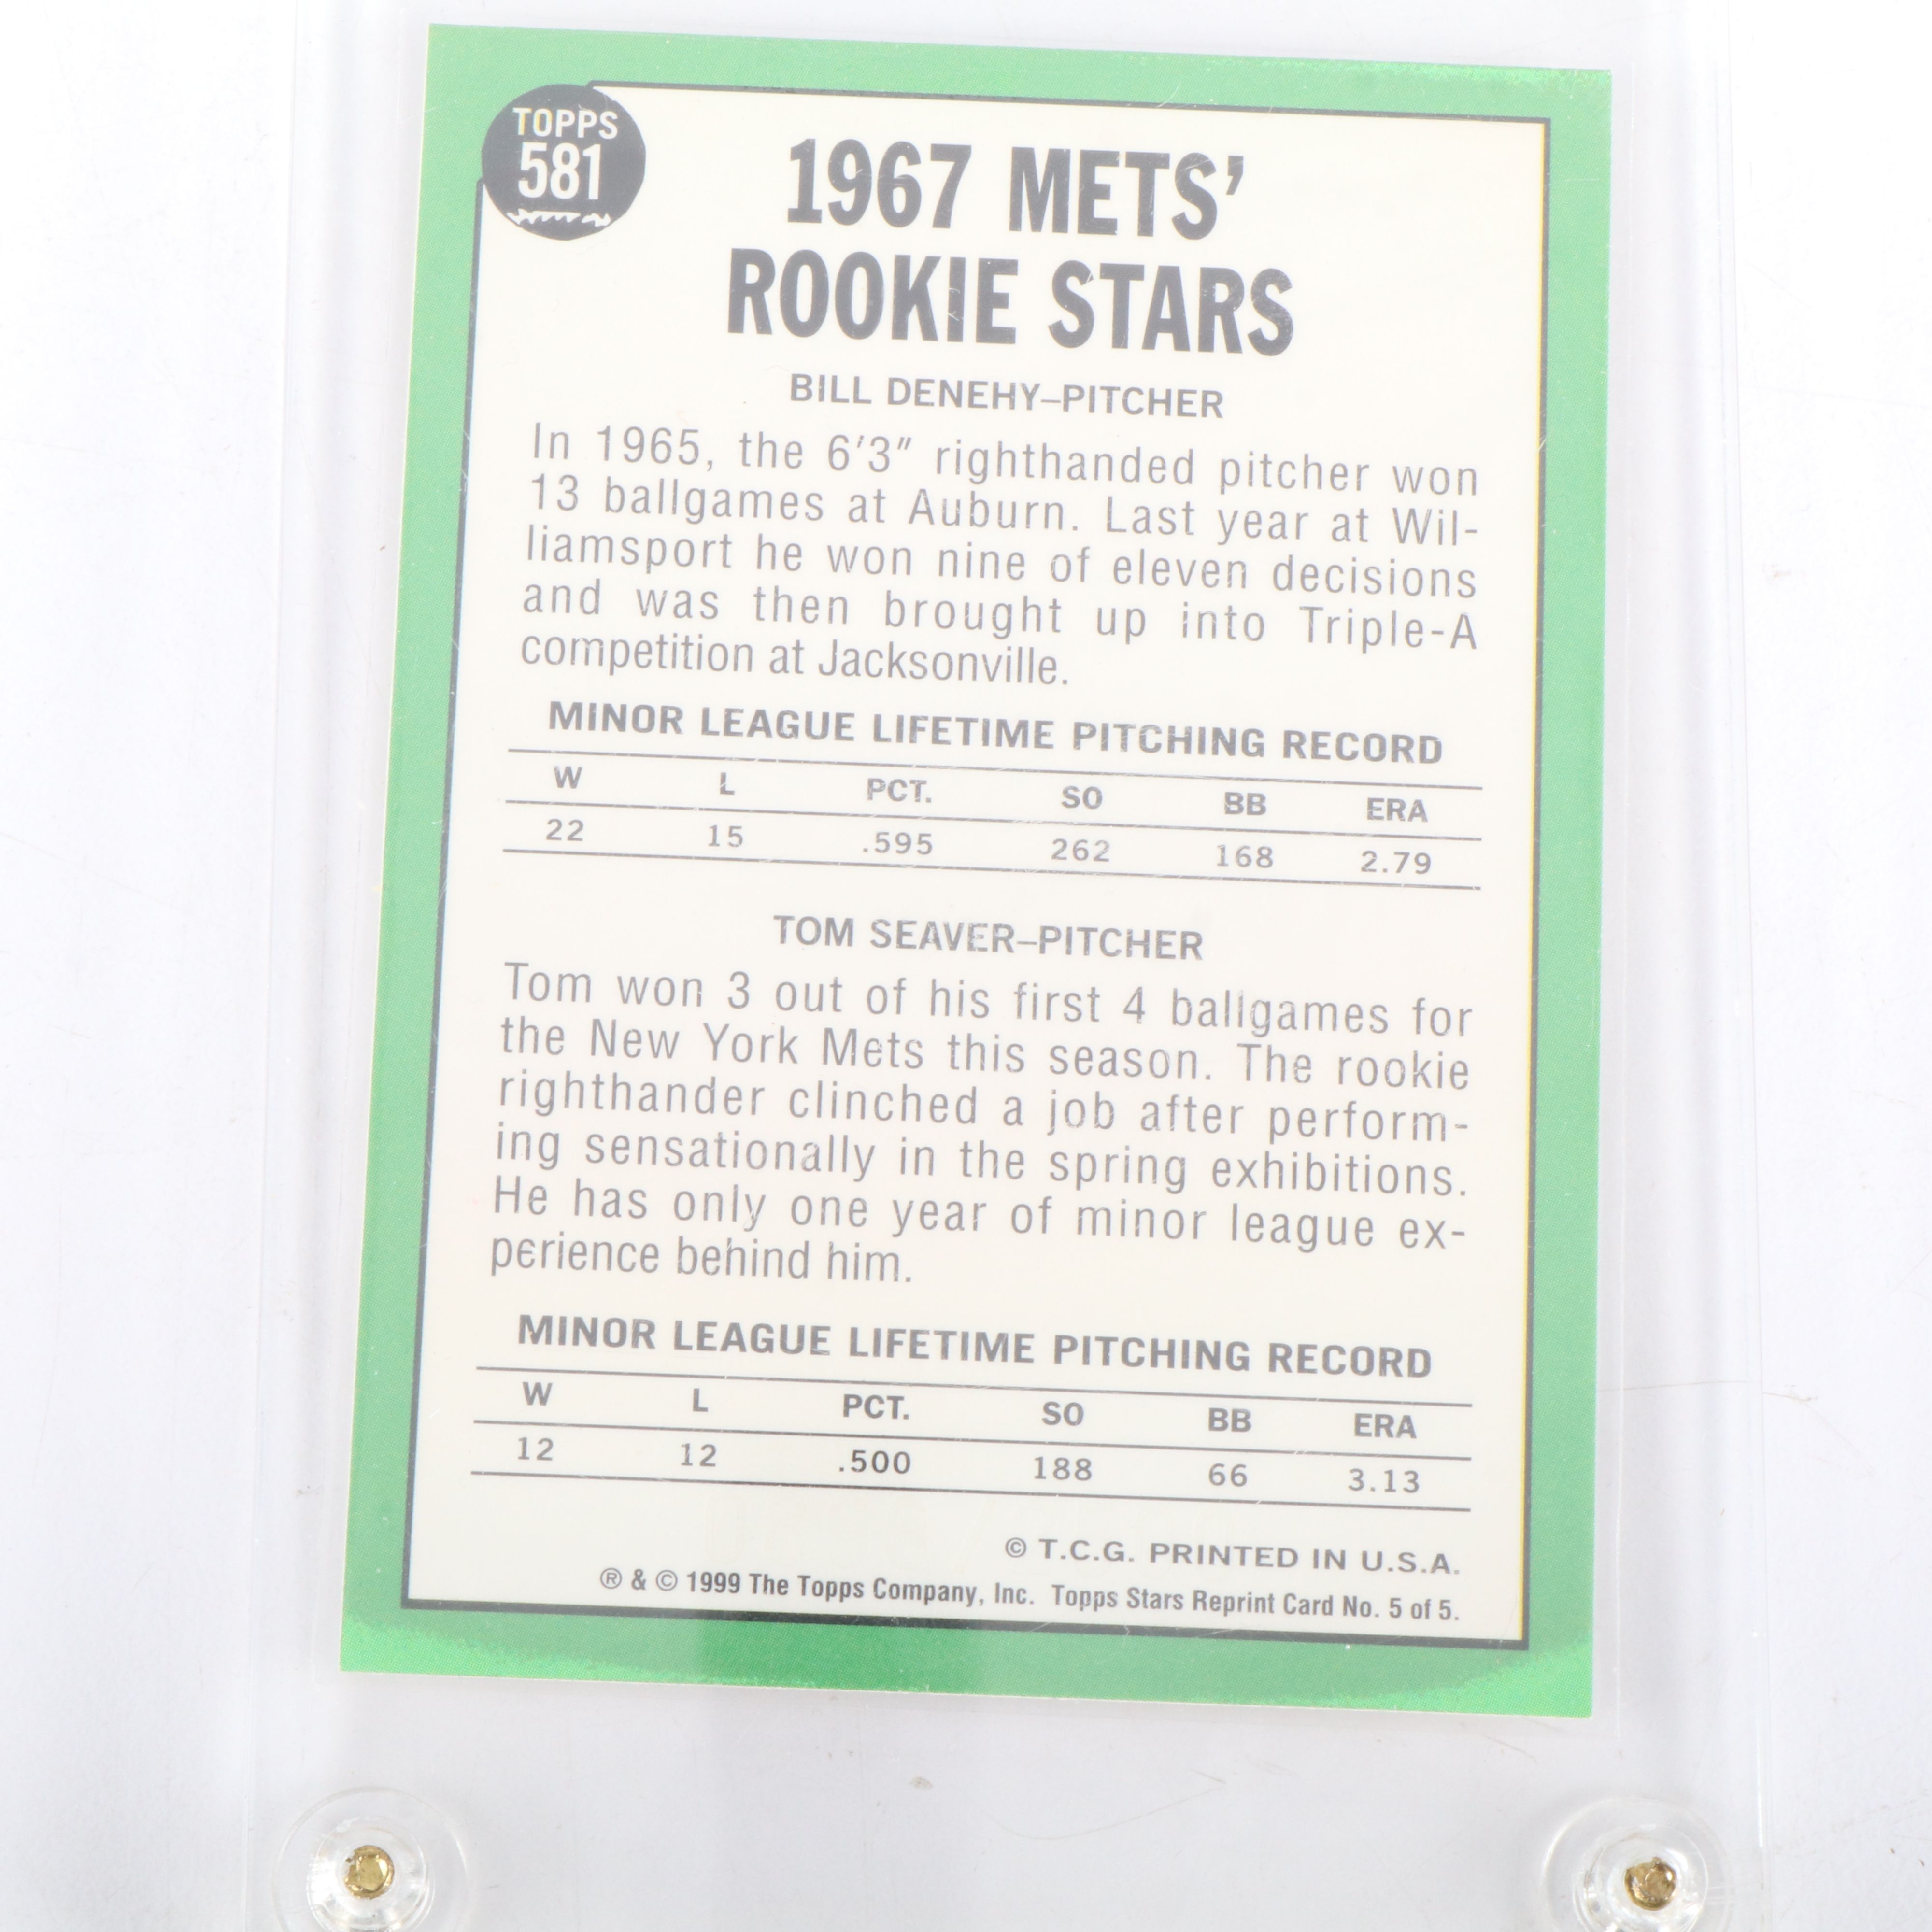 TOPPS
581
1967 METS'
ROOKIE STARS
BILL DENEHY–PITCHER
In 1965, the 6'3" righthanded pitcher won
13 ballgames at Auburn. Last year at Wil-
liamsport he won nine of eleven decisions
and was then brought up into Triple-A
competition at Jacksonville.
MINOR LEAGUE LIFETIME PITCHING RECORD
W L PCT. SO BB ERA
22 15 .595 262 168 2.79
TOM SEAVER–PITCHER
Tom won 3 out of his first 4 ballgames for
the New York Mets this season. The rookie
righthander clinched a job after perform-
ing sensationally in the spring exhibitions.
He has only one year of minor league ex-
perience behind him.
MINOR LEAGUE LIFETIME PITCHING RECORD
W L PCT. SO BB ERA
12 12 .500 188 66 3.13
© T.C.G. PRINTED IN U.S.A.
® & © 1999 The Topps Company, Inc. Topps Stars Reprint Card No. 5 of 5.